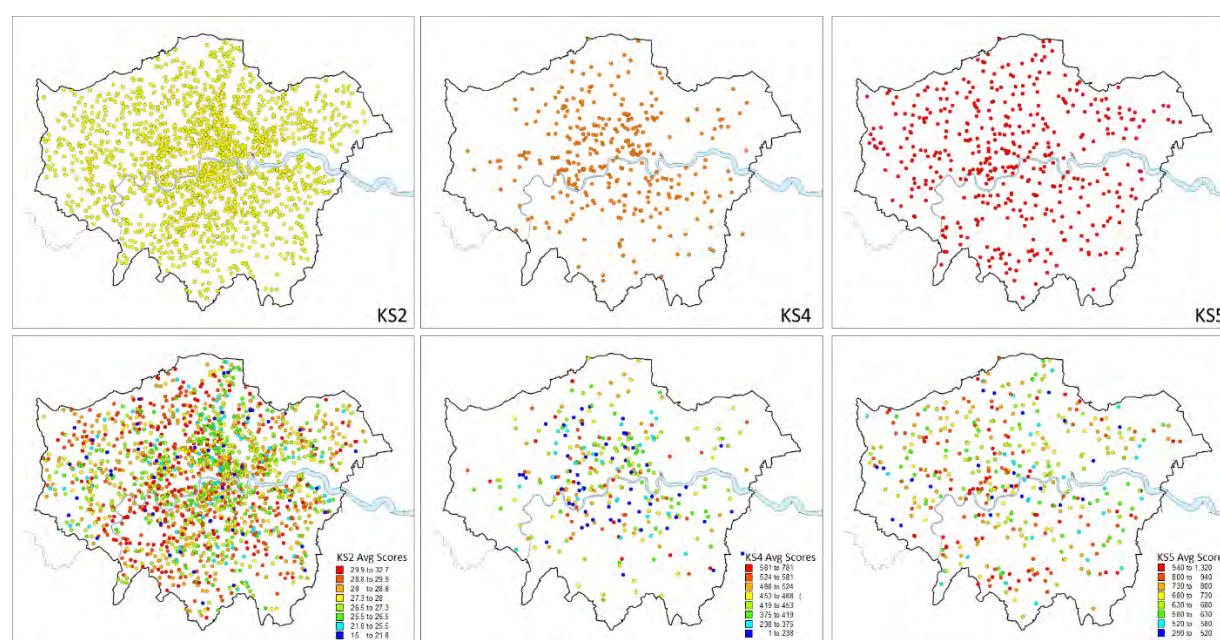 KS2
KS4
KS5
KS2 Avg Scores
29.9 to 32.7
28.8 to 29.9
28 to 28.8
27.3 to 28
26.5 to 27.3
25.5 to 26.5
21.8 to 25.5
15 to 21.8
KS4 Avg Scores
581 to 781
524 to 581
488 to 524
453 to 488 (
419 to 453
375 to 419
238 to 375
1 to 238
KS5 Avg Scores
940 to 1,320
800 to 940
730 to 800
680 to 730
630 to 680
580 to 630
520 to 580
290 to 520